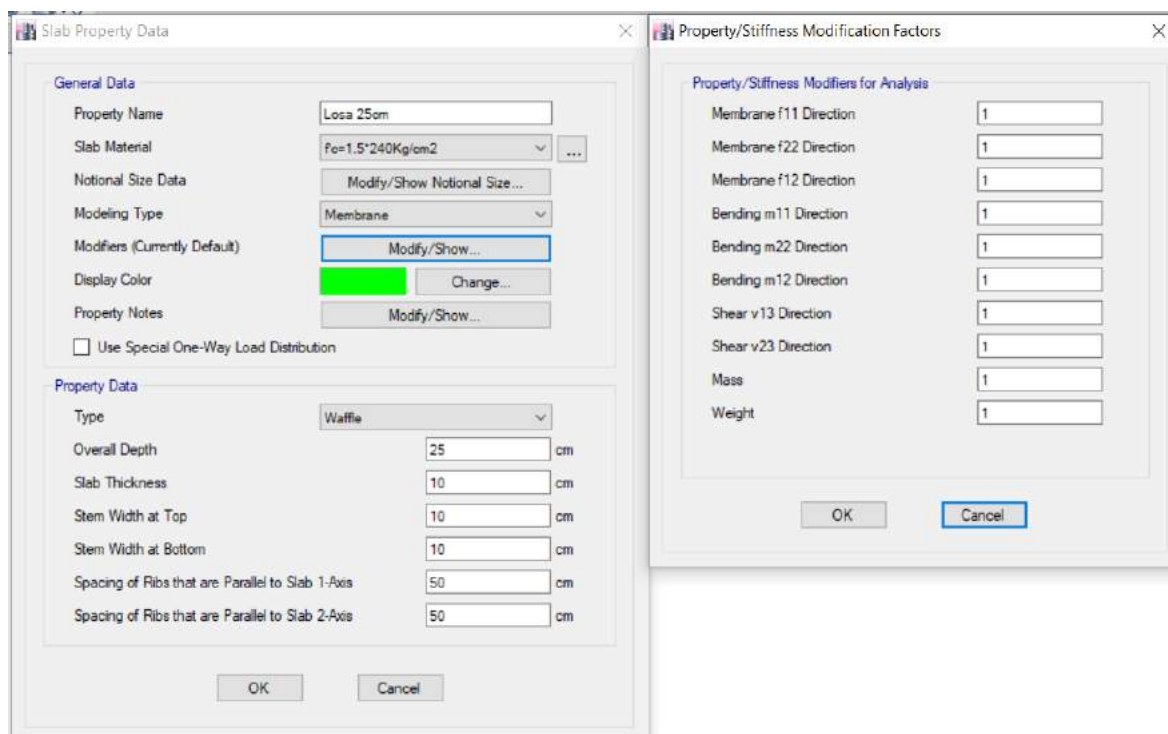 Slab Property Data
General Data
Property Name Losa 25cm
Slab Material f'c=1.5*240Kg/cm2 ...
Notional Size Data Modify/Show Notional Size...
Modeling Type Membrane
Modifiers (Currently Default) Modify/Show...
Display Color Change...
Property Notes Modify/Show...
Use Special One-Way Load Distribution
Property Data
Type Waffle
Overall Depth 25 cm
Slab Thickness 10 cm
Stem Width at Top 10 cm
Stem Width at Bottom 10 cm
Spacing of Ribs that are Parallel to Slab 1-Axis 50 cm
Spacing of Ribs that are Parallel to Slab 2-Axis 50 cm
OK Cancel
Property/Stiffness Modification Factors
Property/Stiffness Modifiers for Analysis
Membrane f11 Direction 1
Membrane f22 Direction 1
Membrane f12 Direction 1
Bending m11 Direction 1
Bending m22 Direction 1
Bending m12 Direction 1
Shear v13 Direction 1
Shear v23 Direction 1
Mass 1
Weight 1
OK Cancel